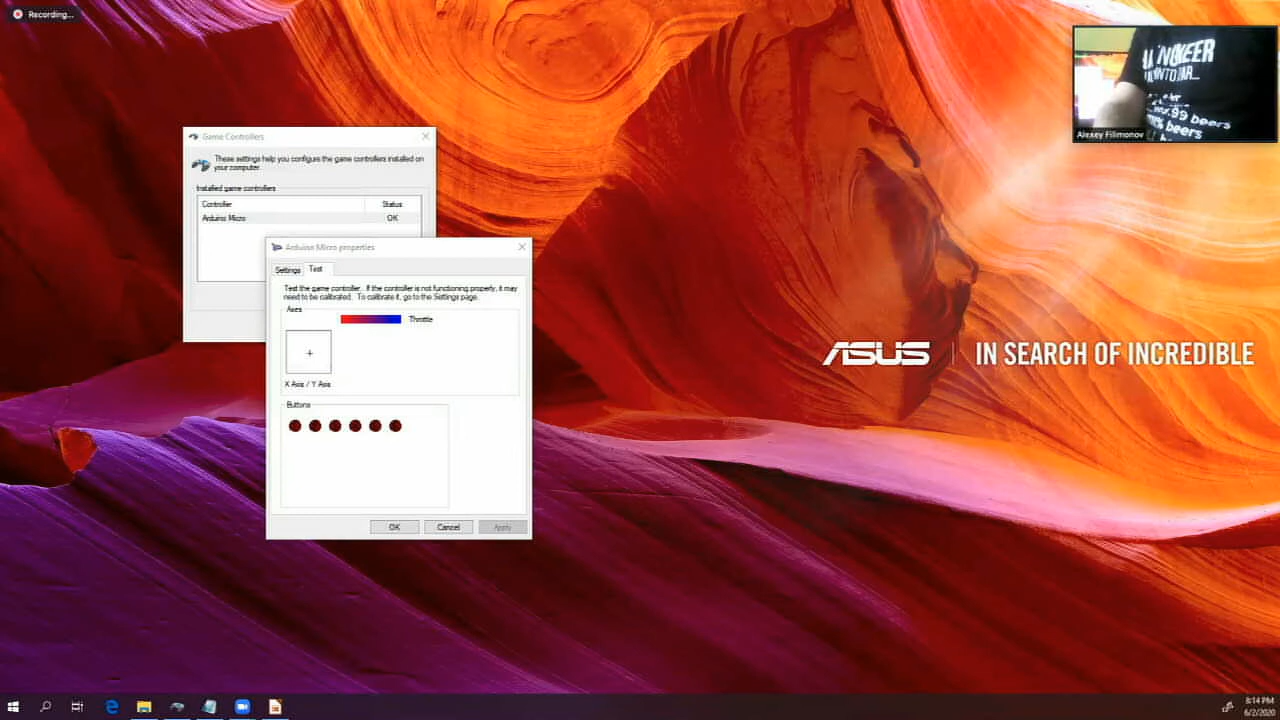 Recording...
Game Controllers
These settings help you configure the game controllers installed on
your computer.
Installed game controllers
Controller Status
Arduino Micro OK
Arduino Micro properties
Settings Test
Test the game controller. If the controller is not functioning properly, it may
need to be calibrated. To calibrate it, go to the Settings page.
Axes
Throttle
X Axis / Y Axis
Buttons
OK Cancel Apply
ASUS IN SEARCH OF INCREDIBLE
99 beers
beers
Alexey Filimonov
8:14 PM
6/2/2020